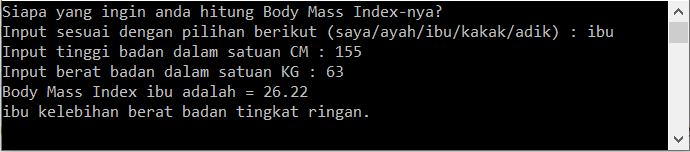 Siapa yang ingin anda hitung Body Mass Index-nya?
Input sesuai dengan pilihan berikut (saya/ayah/ibu/kakak/adik) : ibu
Input tinggi badan dalam satuan CM : 155
Input berat badan dalam satuan KG : 63
Body Mass Index ibu adalah = 26.22
ibu kelebihan berat badan tingkat ringan.